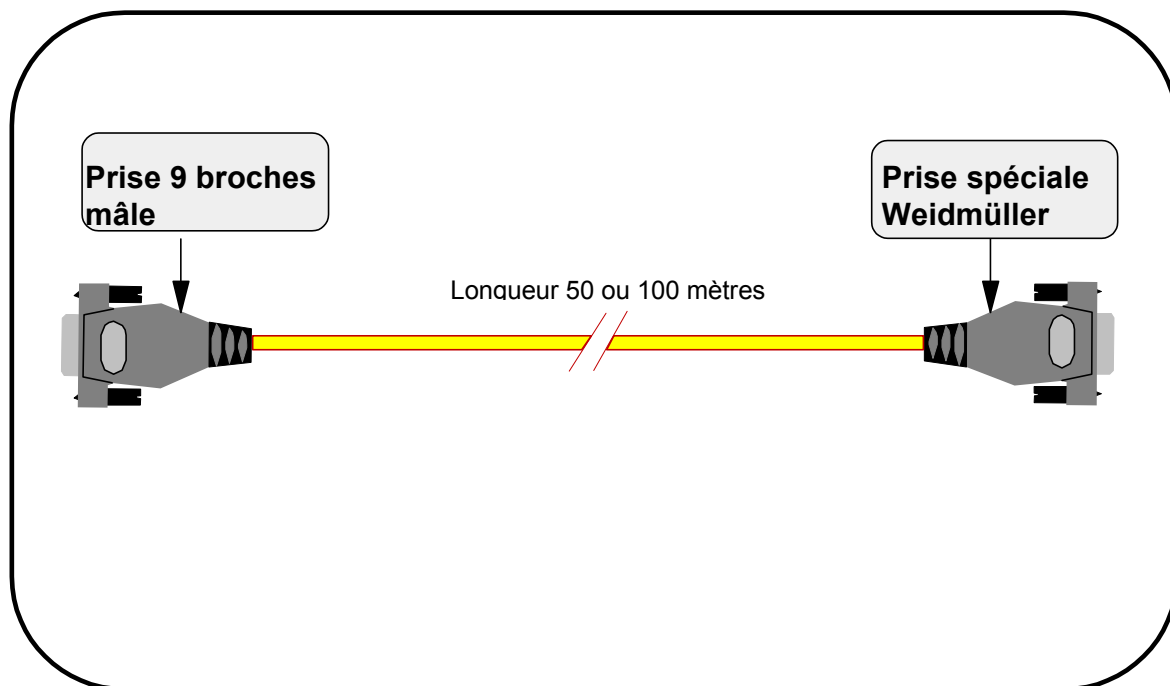 Prise 9 broches
mâle
Prise spéciale
Weidmüller
Longueur 50 ou 100 mètres